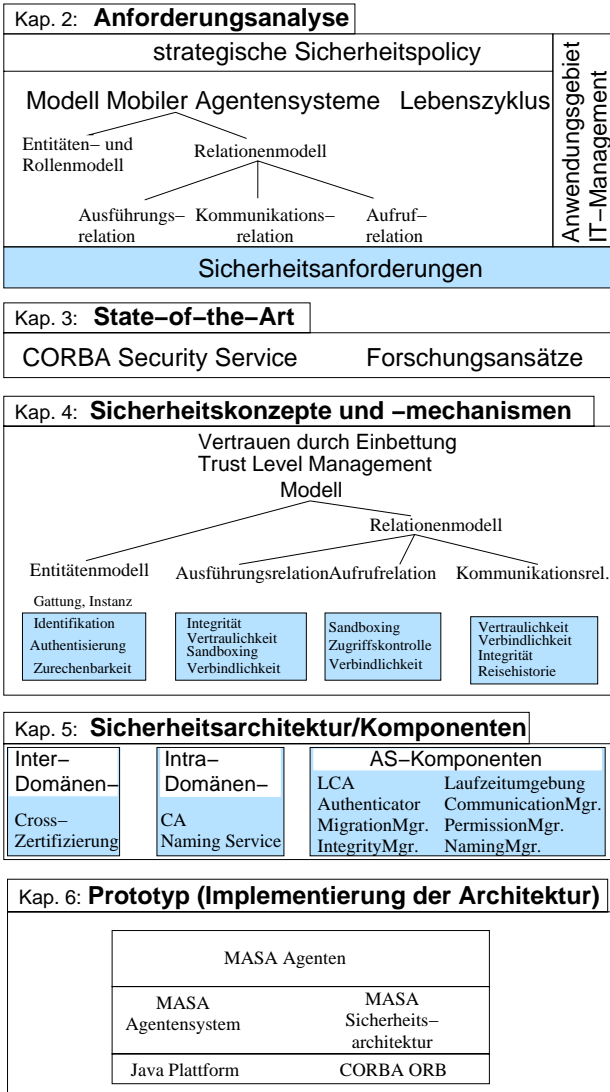 Kap. 2: Anforderungsanalyse
strategische Sicherheitspolicy
Anwendungsgebiet
IT−Management
Modell Mobiler Agentensysteme Lebenszyklus
Entitäten− und
Rollenmodell
Relationenmodell
Ausführungs−
relation
Kommunikations−
relation
Aufruf−
relation
Sicherheitsanforderungen
Kap. 3: State−of−the−Art
CORBA Security Service Forschungsansätze
Kap. 4: Sicherheitskonzepte und −mechanismen
Vertrauen durch Einbettung
Trust Level Management
Modell
Relationenmodell
Entitätenmodell Ausführungsrelation Aufrufrelation Kommunikationsrel.
Gattung, Instanz
Identifikation
Authentisierung
Zurechenbarkeit
Integrität
Vertraulichkeit
Sandboxing
Verbindlichkeit
Sandboxing
Zugriffskontrolle
Verbindlichkeit
Vertraulichkeit
Verbindlichkeit
Integrität
Reisehistorie
Kap. 5: Sicherheitsarchitektur/Komponenten
Inter−
Domänen−
Cross−
Zertifizierung
Intra−
Domänen−
CA
Naming Service
AS−Komponenten
LCA Laufzeitumgebung
Authenticator CommunicationMgr.
MigrationMgr. PermissionMgr.
IntegrityMgr. NamingMgr.
Kap. 6: Prototyp (Implementierung der Architektur)
MASA Agenten
MASA
Agentensystem
MASA
Sicherheits−
architektur
Java Plattform CORBA ORB